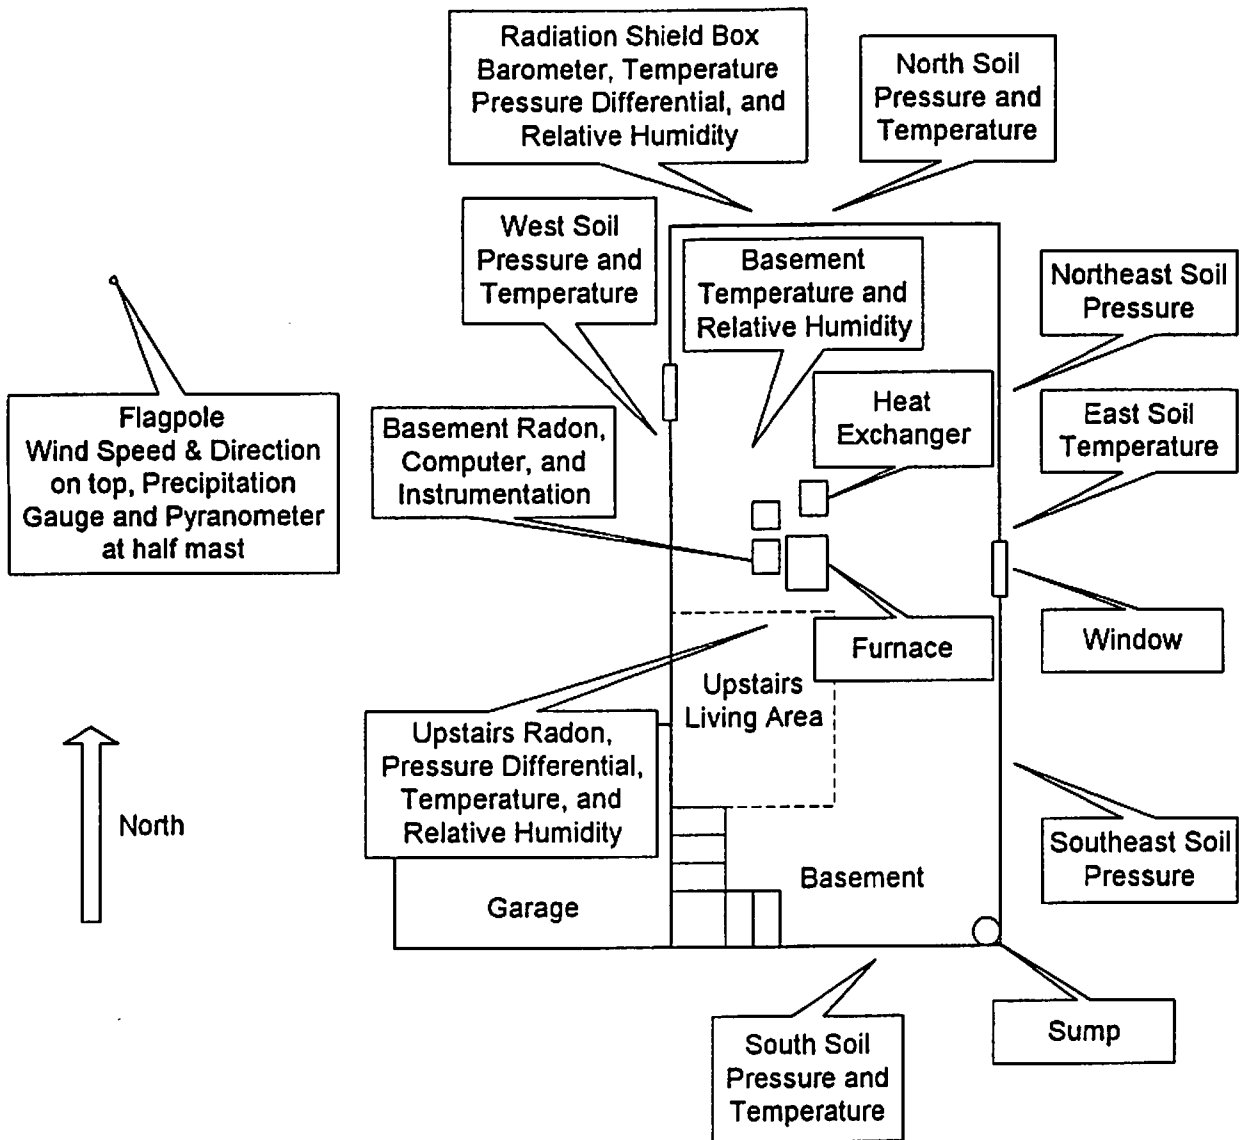 Radiation Shield Box
Barometer, Temperature
Pressure Differential, and
Relative Humidity
North Soil
Pressure and
Temperature
West Soil
Pressure and
Temperature
Basement
Temperature and
Relative Humidity
Northeast Soil
Pressure
Flagpole
Wind Speed & Direction
on top, Precipitation
Gauge and Pyranometer
at half mast
Basement Radon,
Computer, and
Instrumentation
Heat
Exchanger
East Soil
Temperature
Furnace
Window
Upstairs
Living Area
Upstairs Radon,
Pressure Differential,
Temperature, and
Relative Humidity
North
Southeast Soil
Pressure
Basement
Garage
South Soil
Pressure and
Temperature
Sump